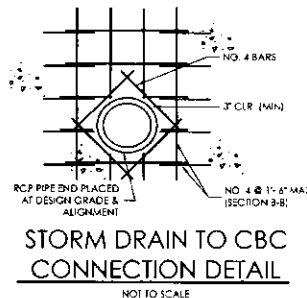 NO. 4 BARS
3" CLR. (MIN)
RCP PIPE END PLACED
AT DESIGN GRADE &
ALIGNMENT
NO. 4 @ 1'-6" MAX
(SECTION B-B)
STORM DRAIN TO CBC
CONNECTION DETAIL
NOT TO SCALE